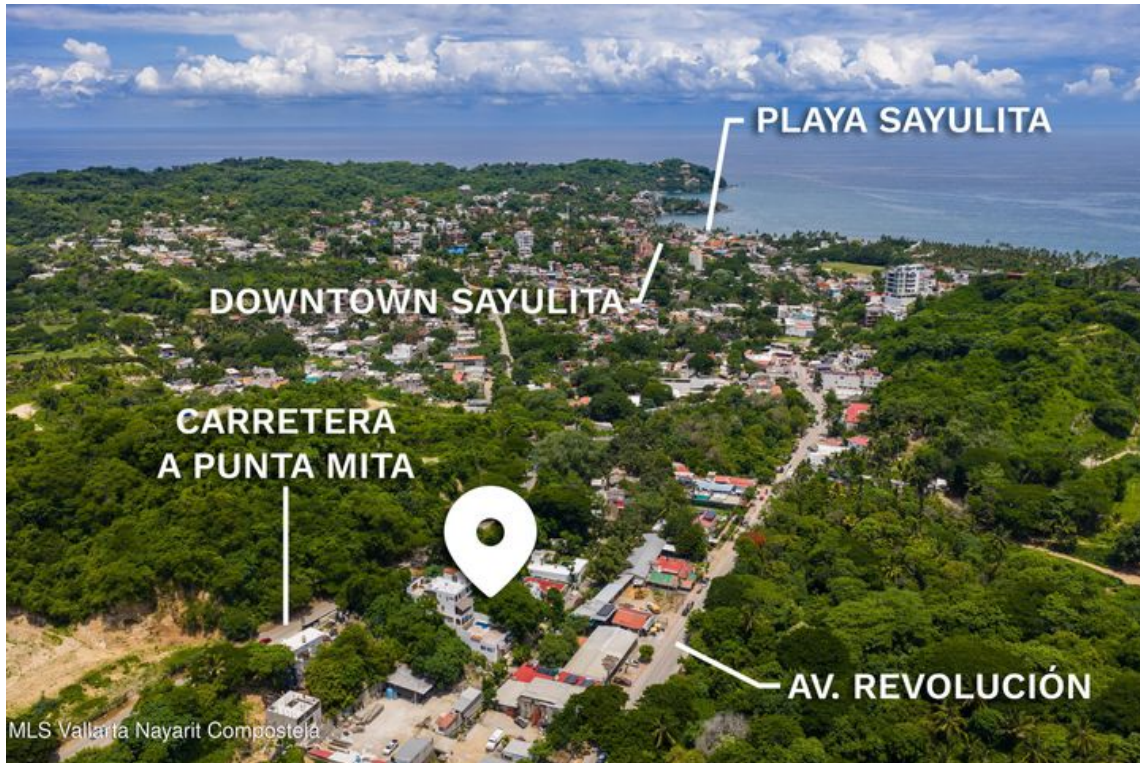 PLAYA SAYULITA
DOWNTOWN SAYULITA
CARRETERA
A PUNTA MITA
AV. REVOLUCIÓN
MLS Vallarta Nayarit Compostela